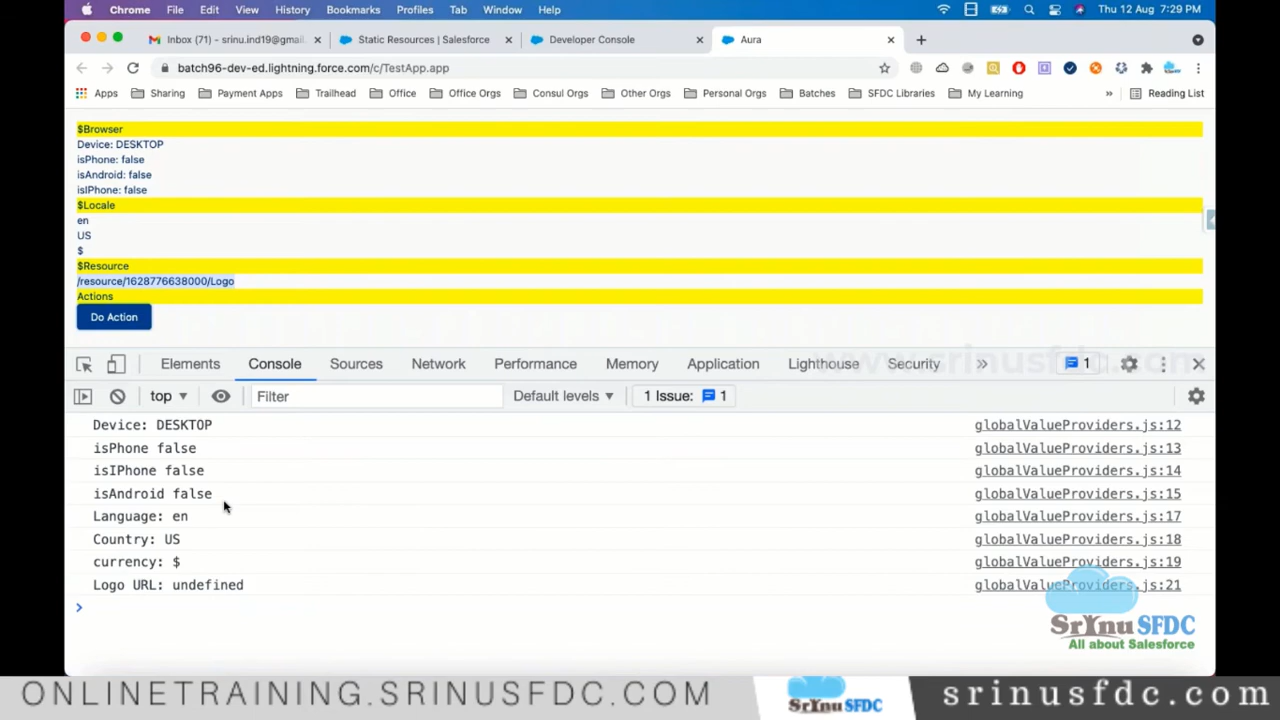 Chrome File Edit View History Bookmarks Profiles Tab Window Help Thu 12 Aug 7:29 PM
Inbox (71) - srinu.ind19@gmail. Static Resources | Salesforce Developer Console Aura
batch96-dev-ed.lightning.force.com/c/TestApp.app
Apps Sharing Payment Apps Trailhead Office Office Orgs Consul Orgs Other Orgs Personal Orgs Batches SFDC Libraries My Learning » Reading List
$Browser
Device: DESKTOP
isPhone: false
isAndroid: false
isIPhone: false
$Locale
en
US
$
$Resource
/resource/1628776638000/Logo
Actions
Do Action
Elements Console Sources Network Performance Memory Application Lighthouse Security » 1
top Filter Default levels 1 Issue: 1
Device: DESKTOP globalValueProviders.js:12
isPhone false globalValueProviders.js:13
isIPhone false globalValueProviders.js:14
isAndroid false globalValueProviders.js:15
Language: en globalValueProviders.js:17
Country: US globalValueProviders.js:18
currency: $ globalValueProviders.js:19
Logo URL: undefined globalValueProviders.js:21
SrYnu SFDC
All about Salesforce
ONLINETRAINING.SRINUSFDC.COM SrYnu SFDC srinusfdc.com